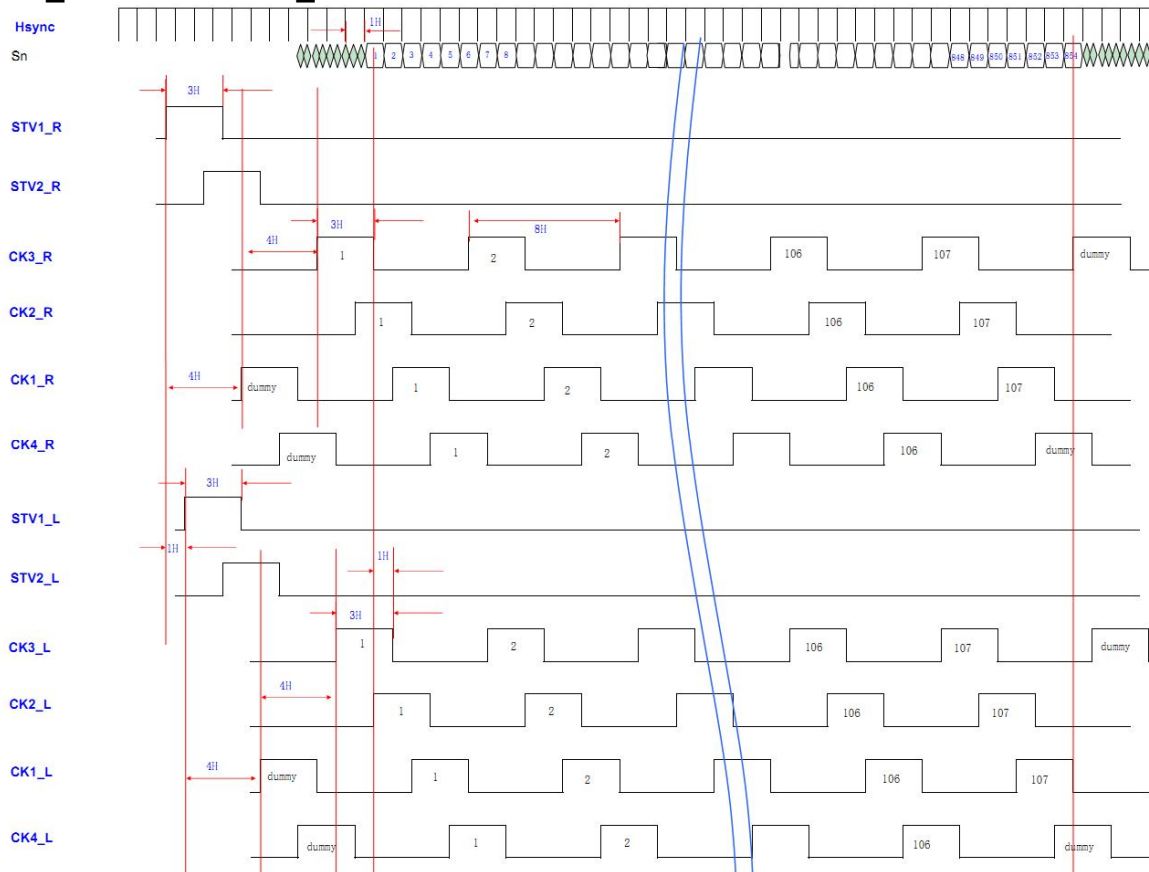 Hsync 1H
Sn 1 2 3 4 5 6 7 8 848 849 850 851 852 853 854
3H
STV1_R
STV2_R
3H 8H
4H
CK3_R 1 2 106 107 dummy
CK2_R 1 2 106 107
4H
CK1_R dummy 1 2 106 107
CK4_R dummy 1 2 106 dummy
3H
STV1_L
1H 1H
STV2_L
3H
CK3_L 1 2 106 107 dummy
4H
CK2_L 1 2 106 107
4H
CK1_L dummy 1 2 106 107
CK4_L dummy 1 2 106 dummy